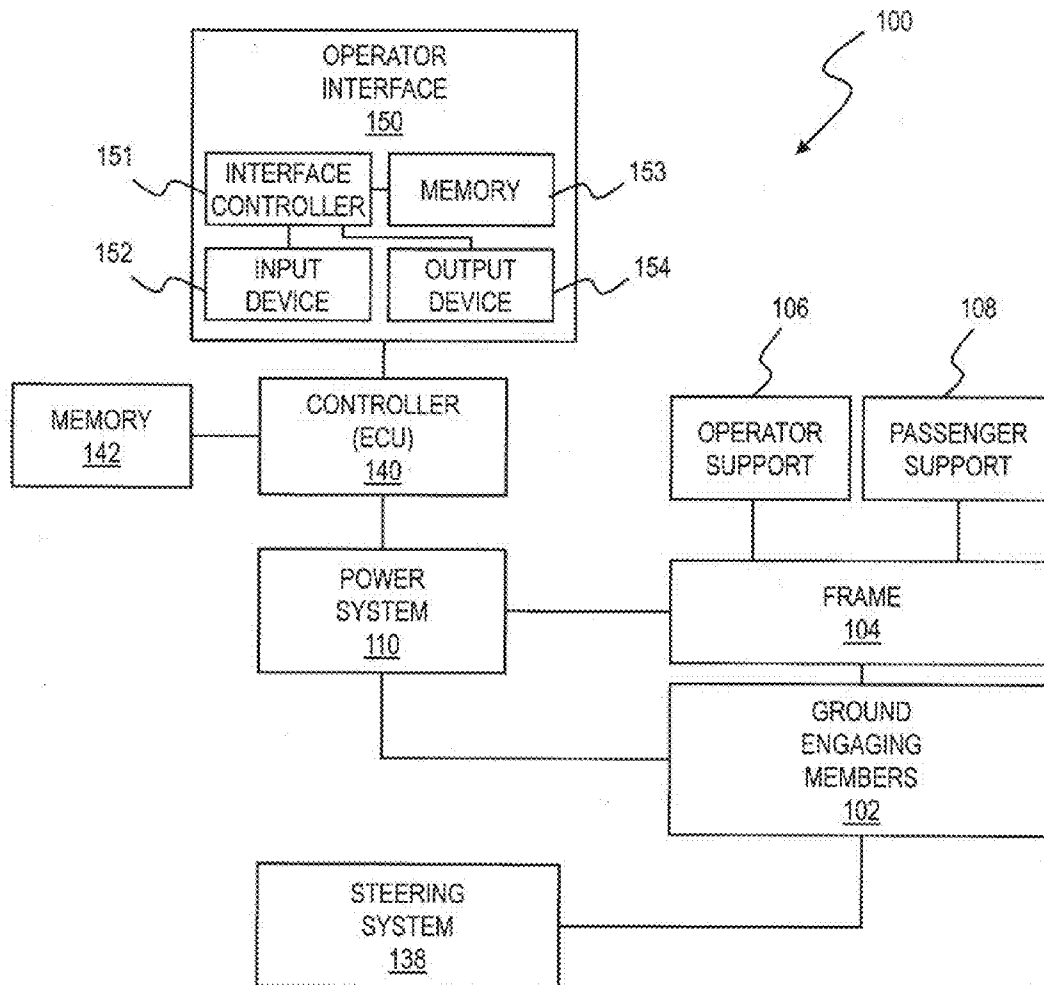 100
OPERATOR
INTERFACE
150
151
INTERFACE
CONTROLLER
MEMORY
153
152
INPUT
DEVICE
OUTPUT
DEVICE
154
106
108
MEMORY
142
CONTROLLER
(ECU)
140
OPERATOR
SUPPORT
PASSENGER
SUPPORT
POWER
SYSTEM
110
FRAME
104
GROUND
ENGAGING
MEMBERS
102
STEERING
SYSTEM
138